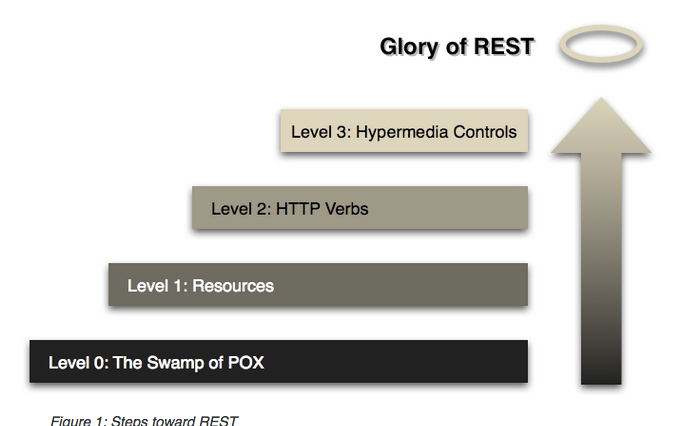 Glory of REST
Level 3: Hypermedia Controls
Level 2: HTTP Verbs
Level 1: Resources
Level 0: The Swamp of POX
Figure 1: Steps toward REST